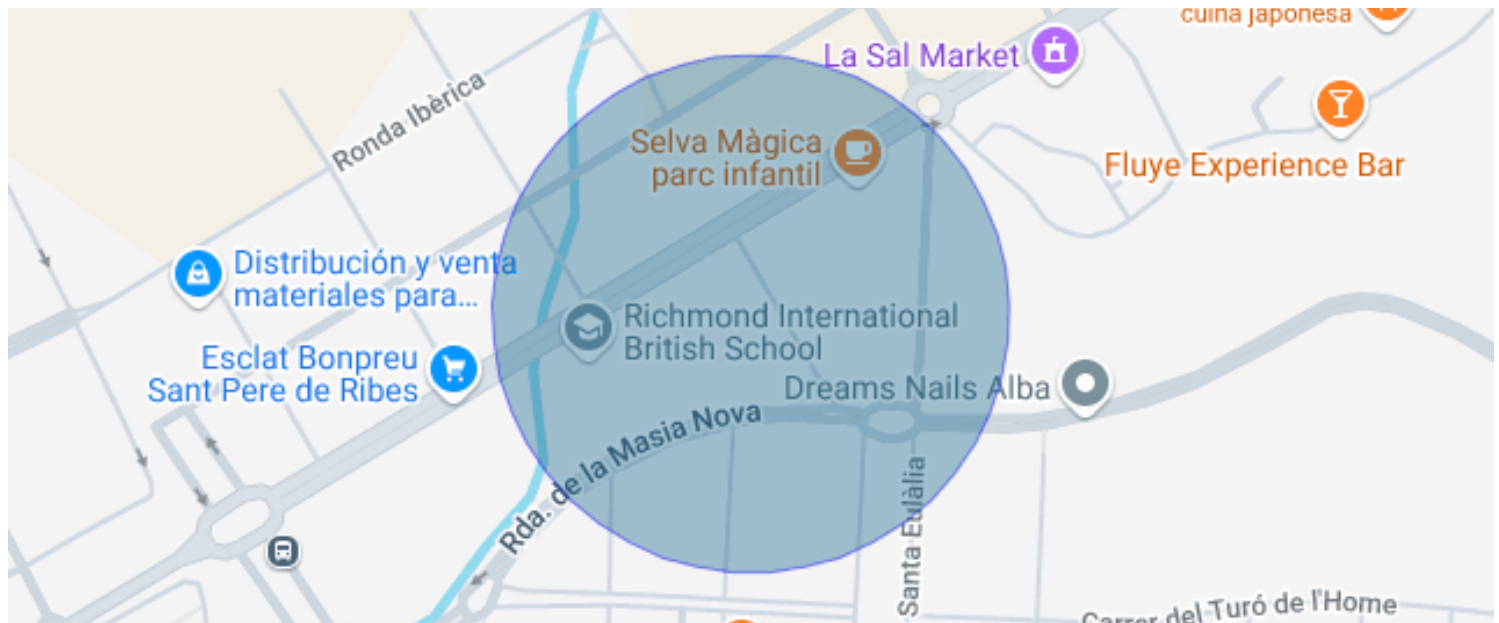 cuina japonesa
La Sal Market
Ronda Ibèrica
Selva Màgica
parc infantil
Fluye Experience Bar
Distribución y venta
materiales para...
Richmond International
British School
Esclat Bonpreu
Sant Pere de Ribes
Dreams Nails Alba
Rda. de la Masia Nova
Santa Eulàlia
Carrer del Turó de l'Home